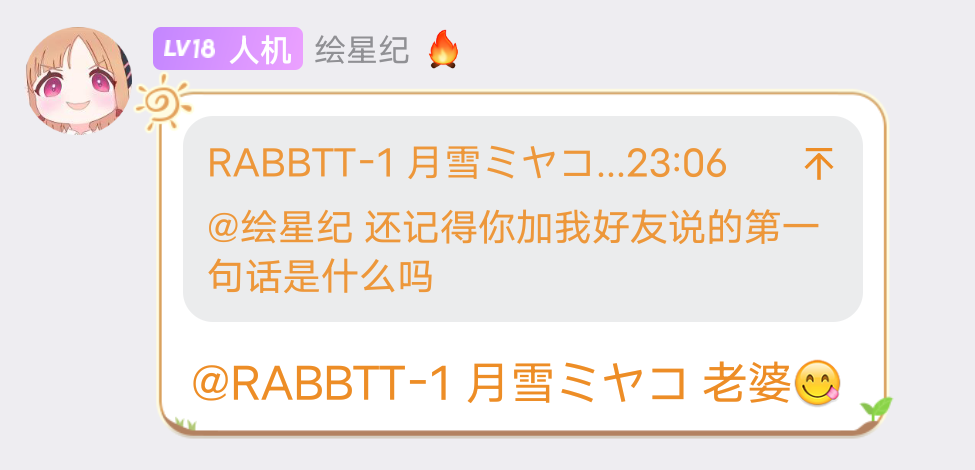 LV18 人机 绘星纪
RABBTT-1 月雪ミヤコ...23:06
@绘星纪 还记得你加我好友说的第一
句话是什么吗
@RABBTT-1 月雪ミヤコ 老婆😋